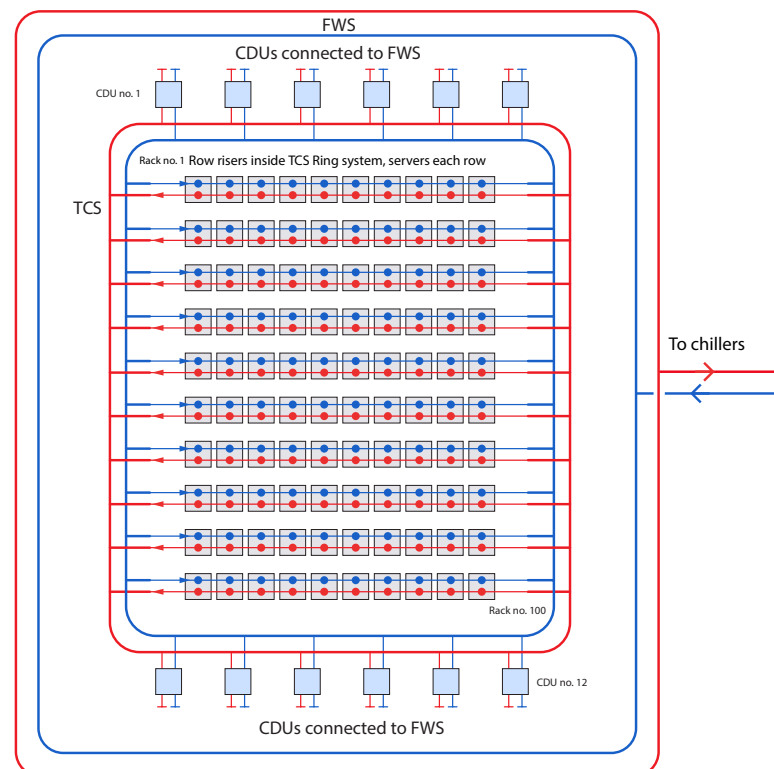 FWS
CDUs connected to FWS
CDU no. 1
Rack no. 1 Row risers inside TCS Ring system, servers each row
TCS
To chillers
Rack no. 100
CDU no. 12
CDUs connected to FWS